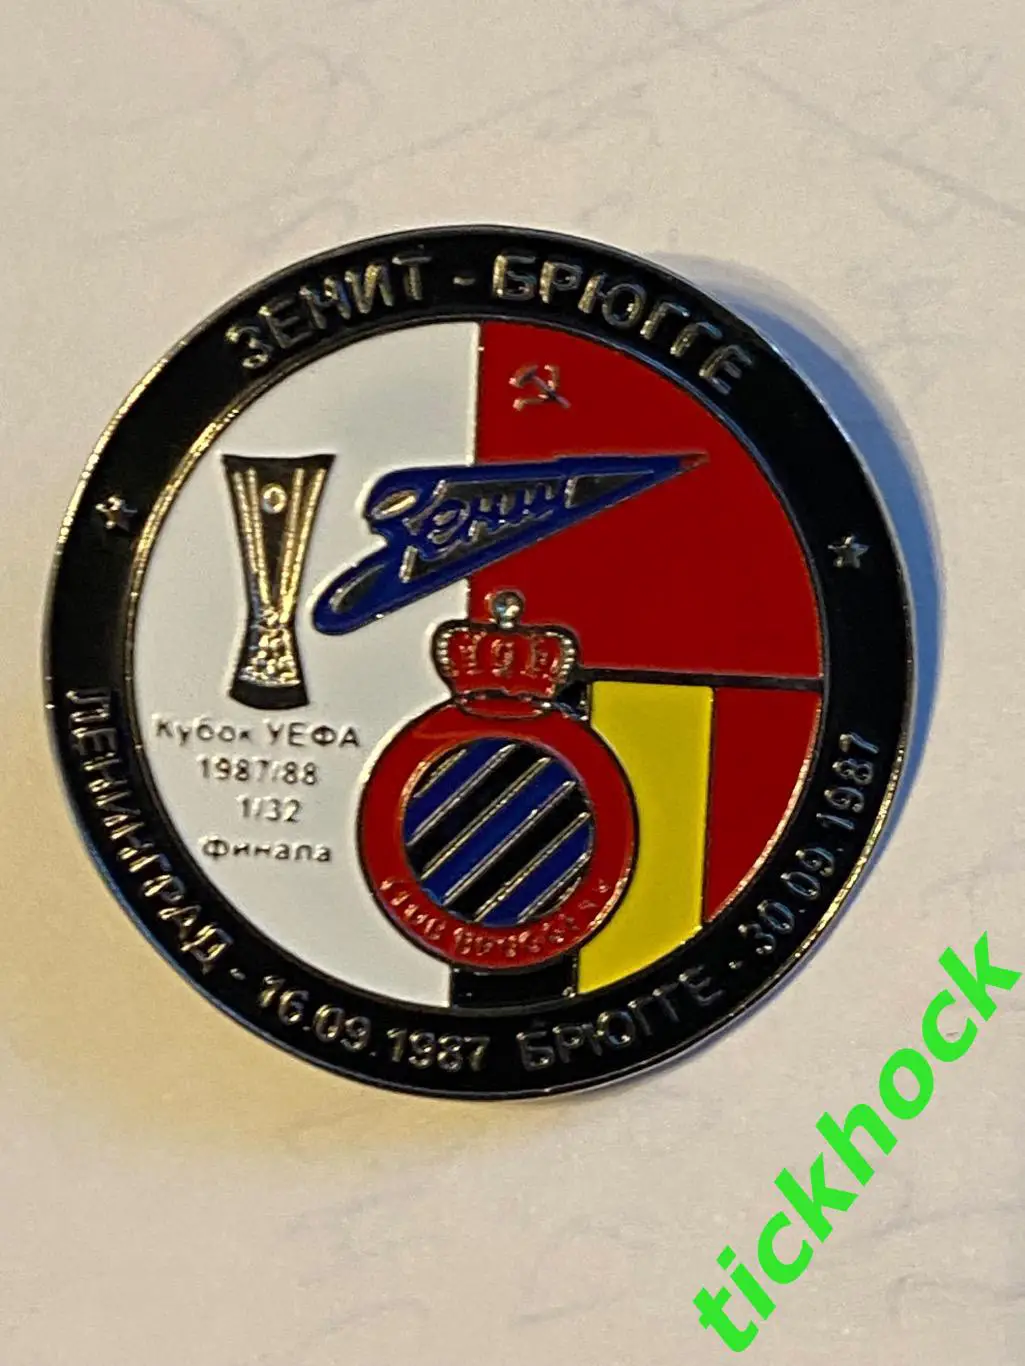 ЗЕНИТ - БРЮГГЕ
Зенит
Кубок УЕФА
1987/88
1/32
финала
ЛЕНИНГРАД - 16.09.1987 БРЮГГЕ - 30.09.1987
tickhock